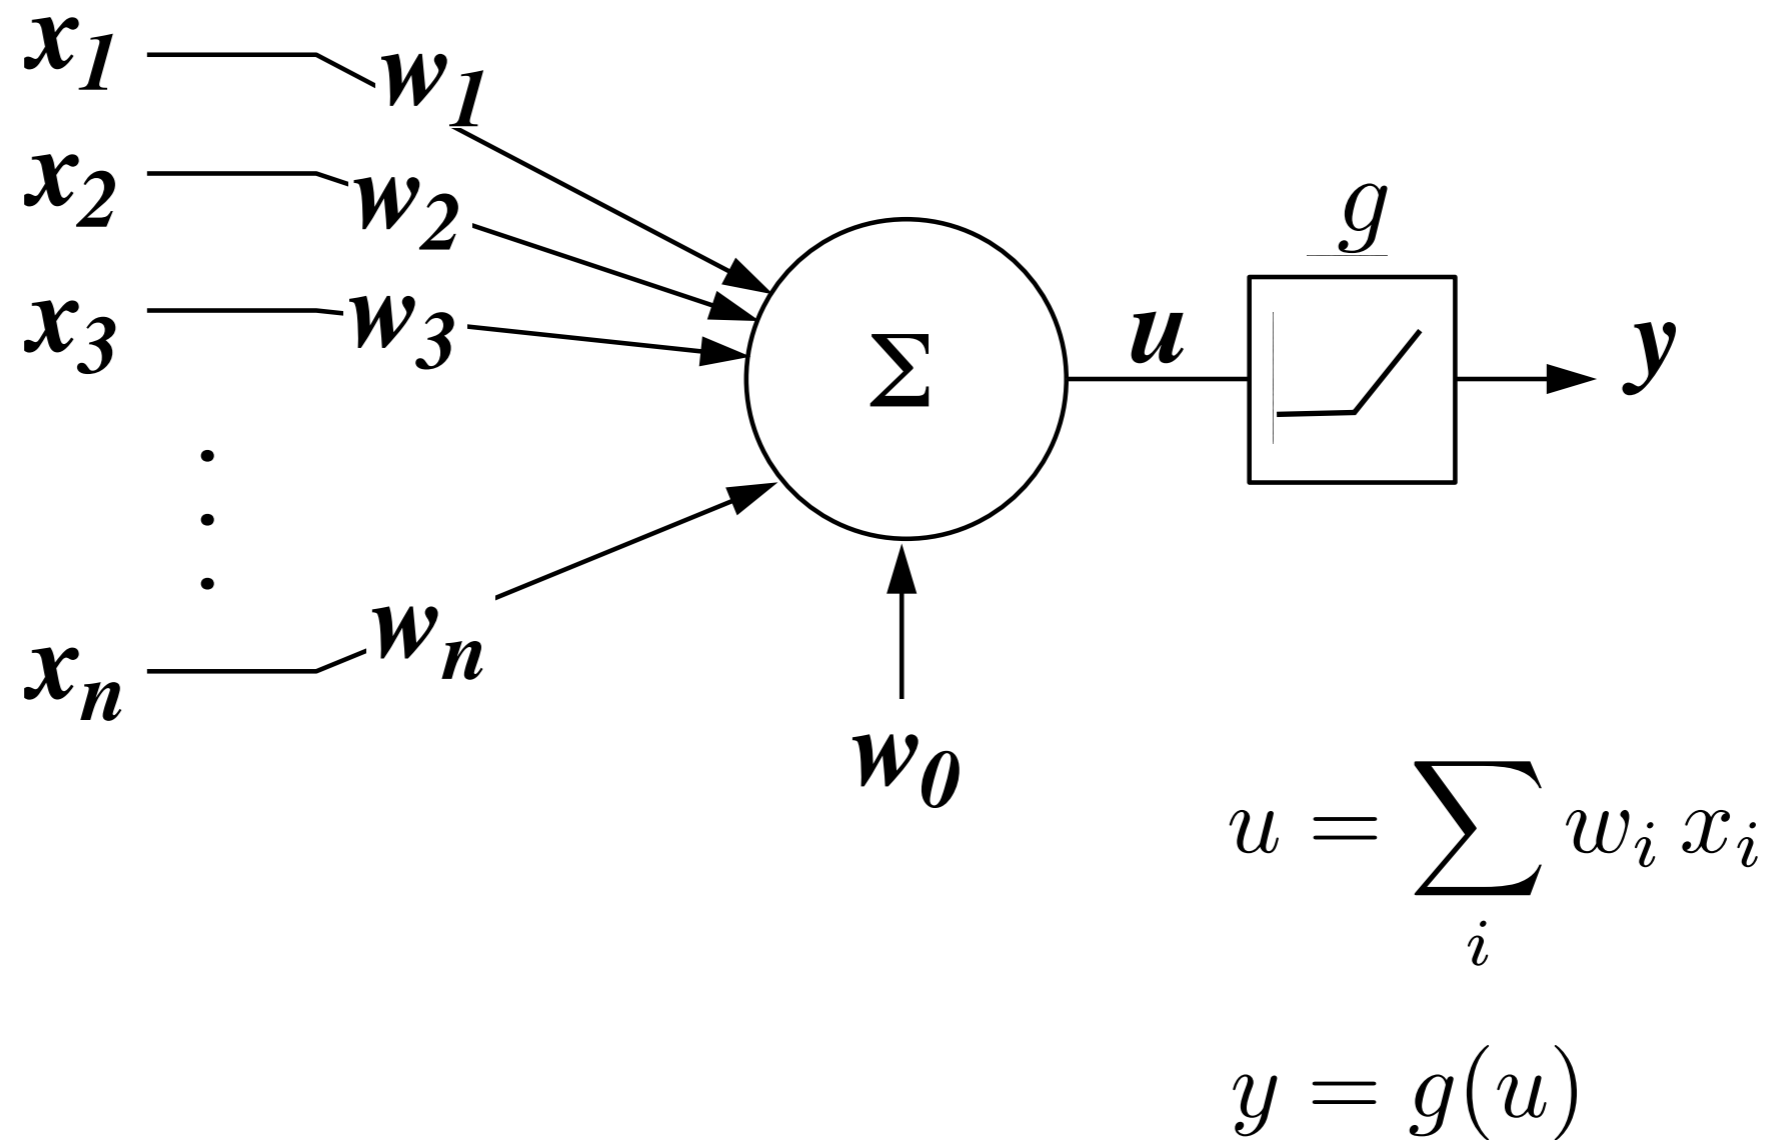 x₁ w₁
x₂ w₂
g
x₃ w₃
Σ
u
y
xₙ wₙ
w₀
u = ∑ᵢ wᵢ xᵢ
y = g(u)